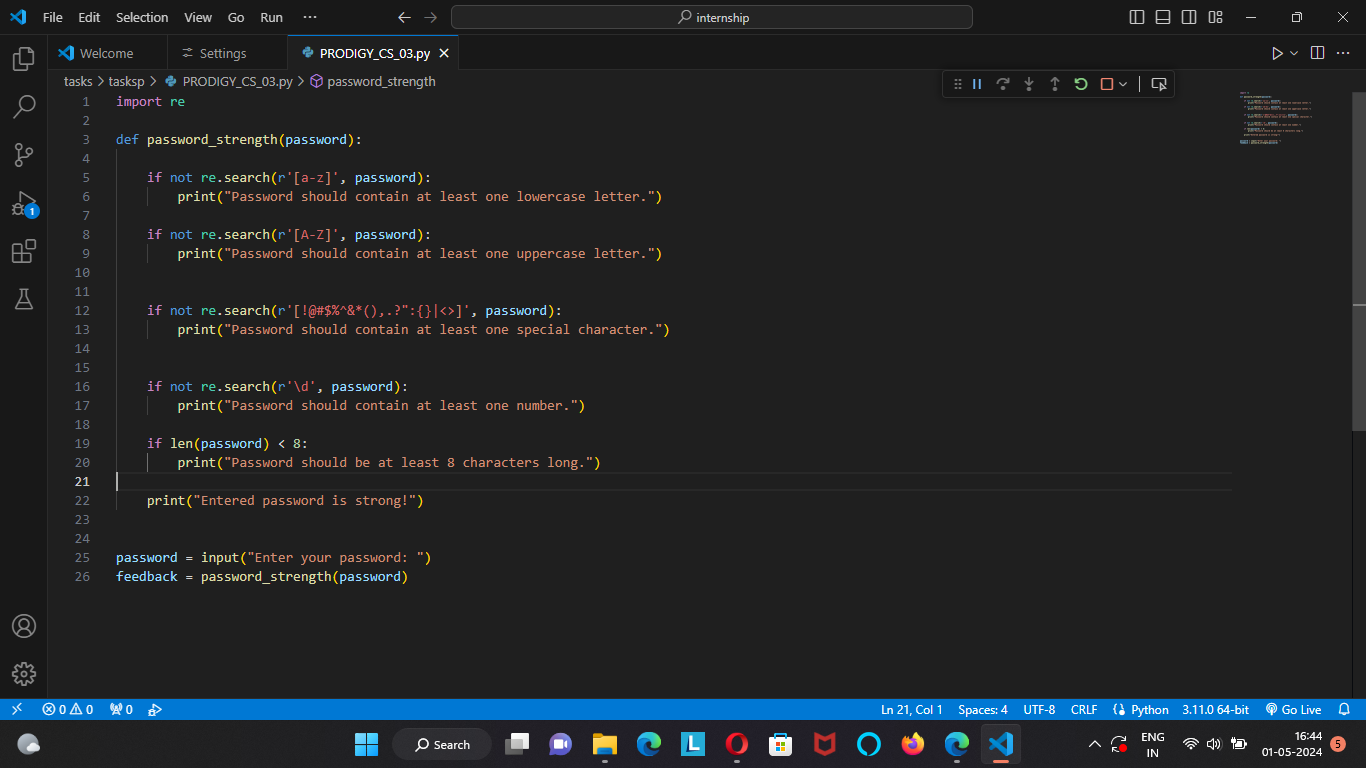 File Edit Selection View Go Run ··· internship
Welcome Settings PRODIGY_CS_03.py
tasks > tasksp > PRODIGY_CS_03.py > password_strength
1 import re
2
3 def password_strength(password):
4
5 if not re.search(r'[a-z]', password):
6 print("Password should contain at least one lowercase letter.")
7
8 if not re.search(r'[A-Z]', password):
9 print("Password should contain at least one uppercase letter.")
10
11
12 if not re.search(r'[!@#$%^&*(),.?":{}|<>]', password):
13 print("Password should contain at least one special character.")
14
15
16 if not re.search(r'\d', password):
17 print("Password should contain at least one number.")
18
19 if len(password) < 8:
20 print("Password should be at least 8 characters long.")
21
22 print("Entered password is strong!")
23
24
25 password = input("Enter your password: ")
26 feedback = password_strength(password)
1
0 0 0 Ln 21, Col 1 Spaces: 4 UTF-8 CRLF Python 3.11.0 64-bit Go Live
Search L ENG IN 16:44 01-05-2024 5